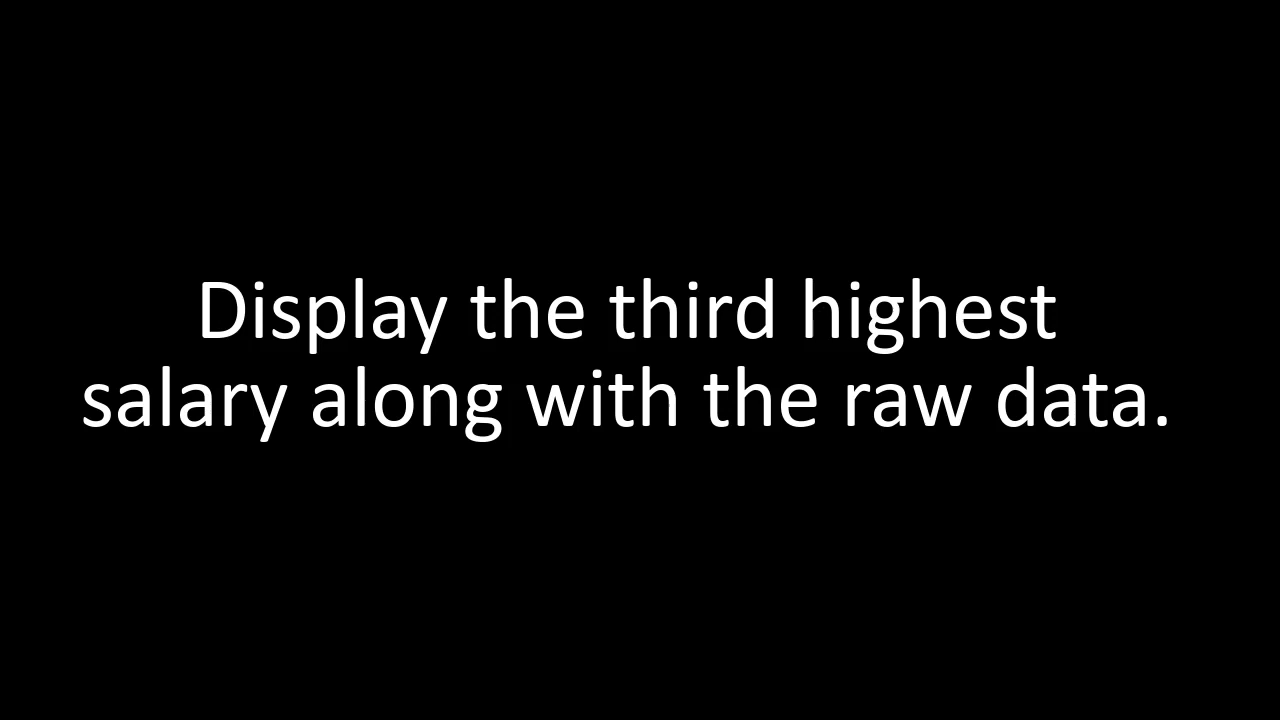 Display the third highest
salary along with the raw data.